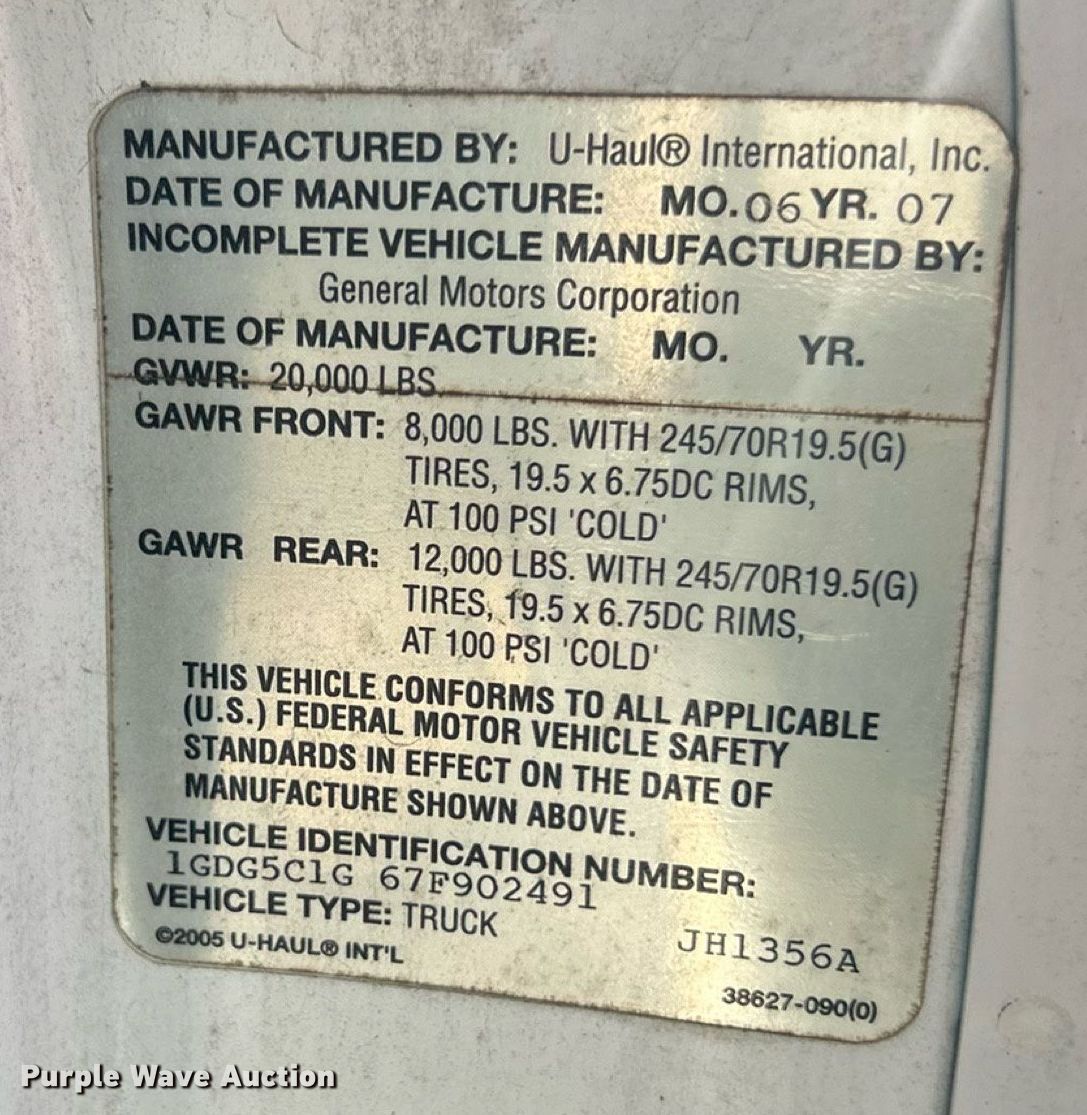 MANUFACTURED BY: U-Haul® International, Inc.
DATE OF MANUFACTURE: MO. 06 YR. 07
INCOMPLETE VEHICLE MANUFACTURED BY:
General Motors Corporation
DATE OF MANUFACTURE: MO. YR.
GVWR: 20,000 LBS.
GAWR FRONT: 8,000 LBS. WITH 245/70R19.5(G)
TIRES, 19.5 x 6.75DC RIMS,
AT 100 PSI 'COLD'
GAWR REAR: 12,000 LBS. WITH 245/70R19.5(G)
TIRES, 19.5 x 6.75DC RIMS,
AT 100 PSI 'COLD'
THIS VEHICLE CONFORMS TO ALL APPLICABLE
(U.S.) FEDERAL MOTOR VEHICLE SAFETY
STANDARDS IN EFFECT ON THE DATE OF
MANUFACTURE SHOWN ABOVE.
VEHICLE IDENTIFICATION NUMBER:
1GDG5C1G 67F902491
VEHICLE TYPE: TRUCK
JH1356A
©2005 U-HAUL® INT'L
38627-090(0)
Purple Wave Auction